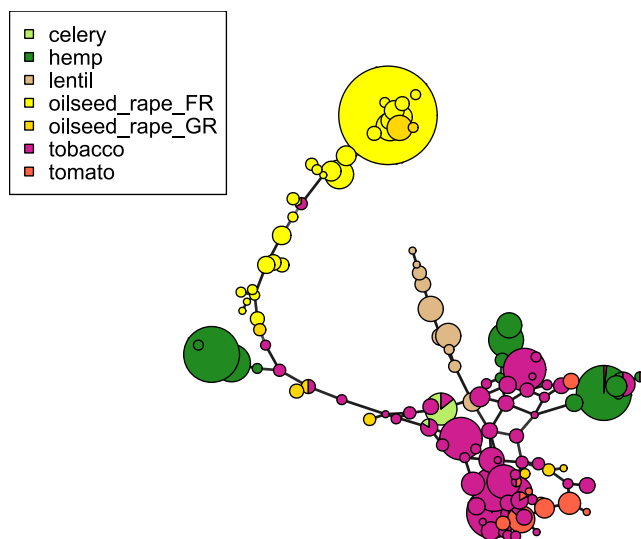 celery
hemp
lentil
oilseed_rape_FR
oilseed_rape_GR
tobacco
tomato